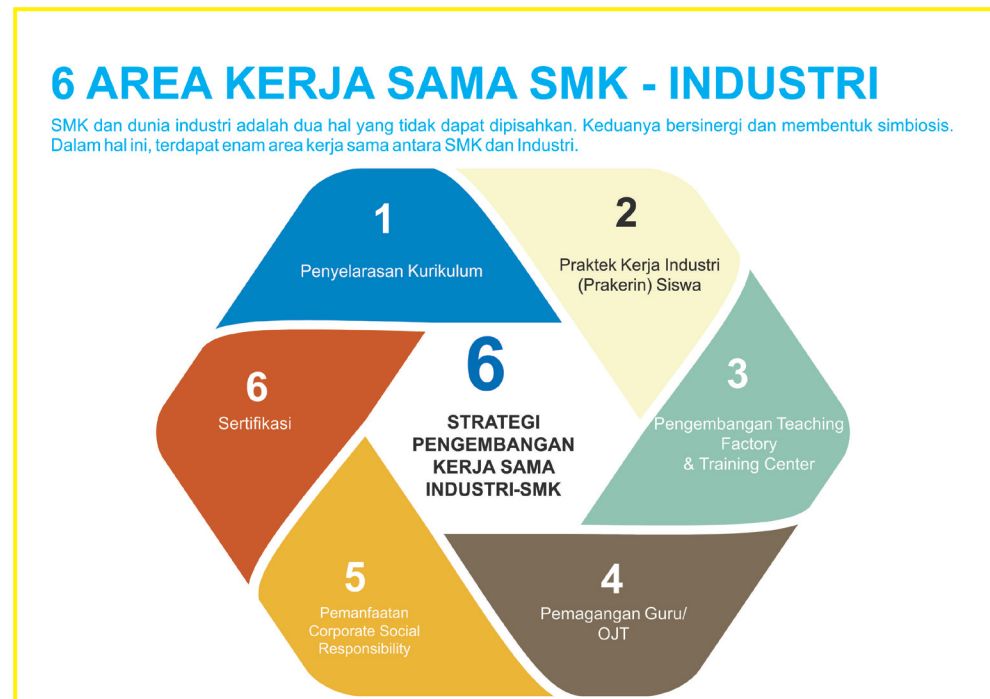 6 AREA KERJA SAMA SMK - INDUSTRI
SMK dan dunia industri adalah dua hal yang tidak dapat dipisahkan. Keduanya bersinergi dan membentuk simbiosis.
Dalam hal ini, terdapat enam area kerja sama antara SMK dan Industri.
1
Penyelarasan Kurikulum
2
Praktek Kerja Industri
(Prakerin) Siswa
3
Pengembangan Teaching
Factory
& Training Center
4
Pemagangan Guru/
OJT
5
Pemanfaatan
Corporate Social
Responsibility
6
Sertifikasi
6
STRATEGI
PENGEMBANGAN
KERJA SAMA
INDUSTRI-SMK